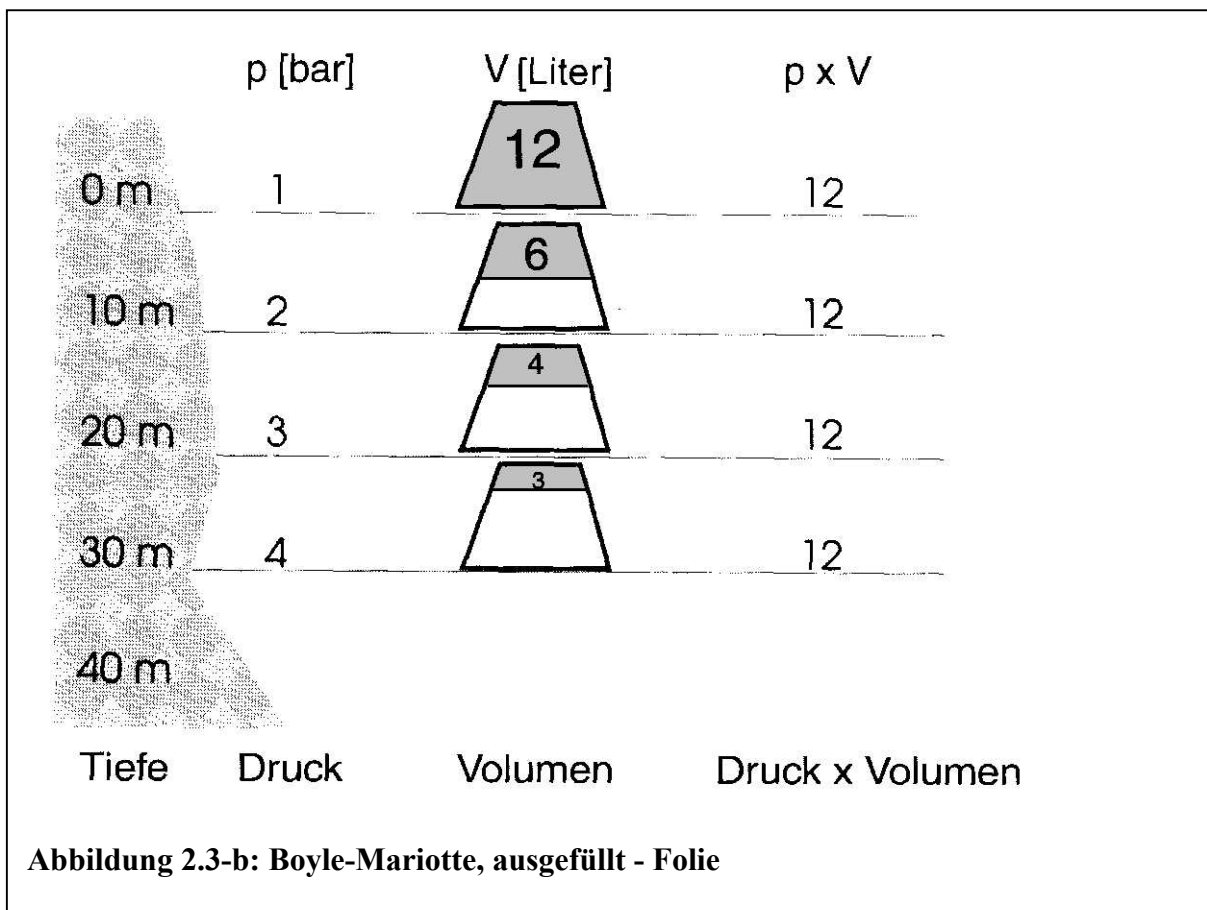 p [bar] V [Liter] p x V
12
0 m 1 12
6
10 m 2 12
4
20 m 3 12
3
30 m 4 12
40 m
Tiefe Druck Volumen Druck x Volumen
Abbildung 2.3-b: Boyle-Mariotte, ausgefüllt - Folie